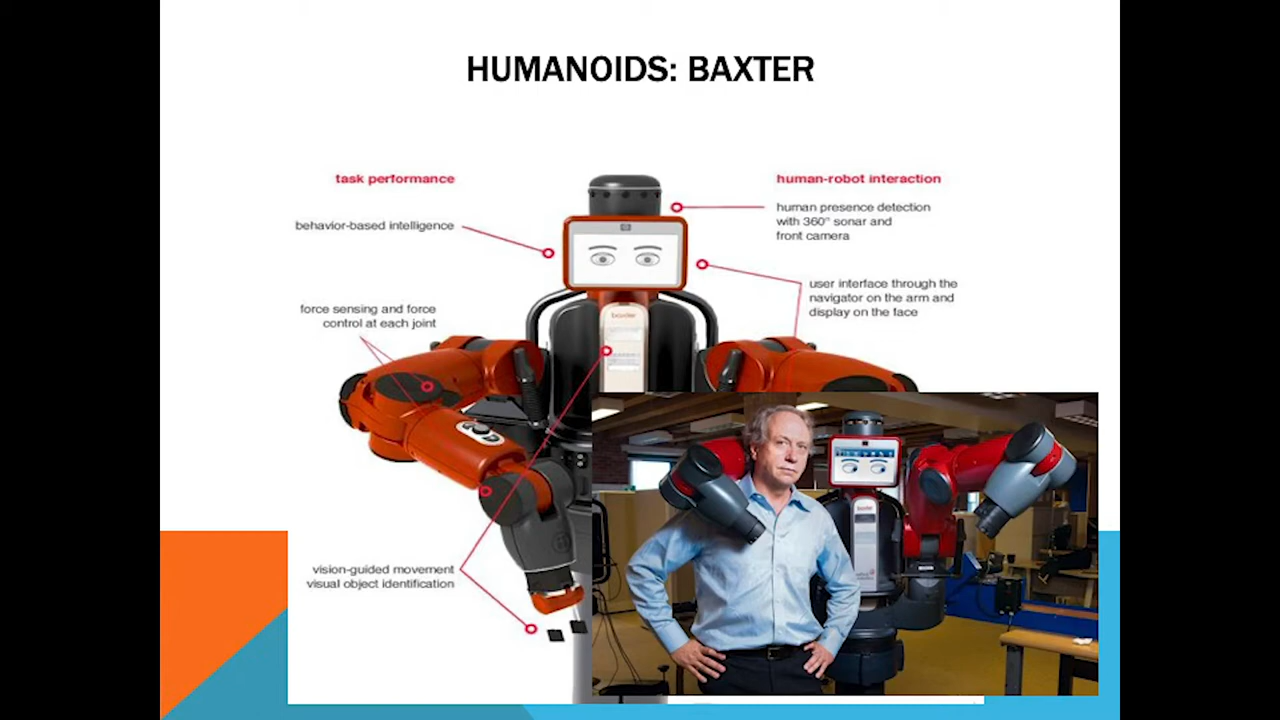 HUMANOIDS: BAXTER
task performance
behavior-based intelligence
force sensing and force
control at each joint
vision-guided movement
visual object identification
human-robot interaction
human presence detection
with 360° sonar and
front camera
user interface through the
navigator on the arm and
display on the face
baxter